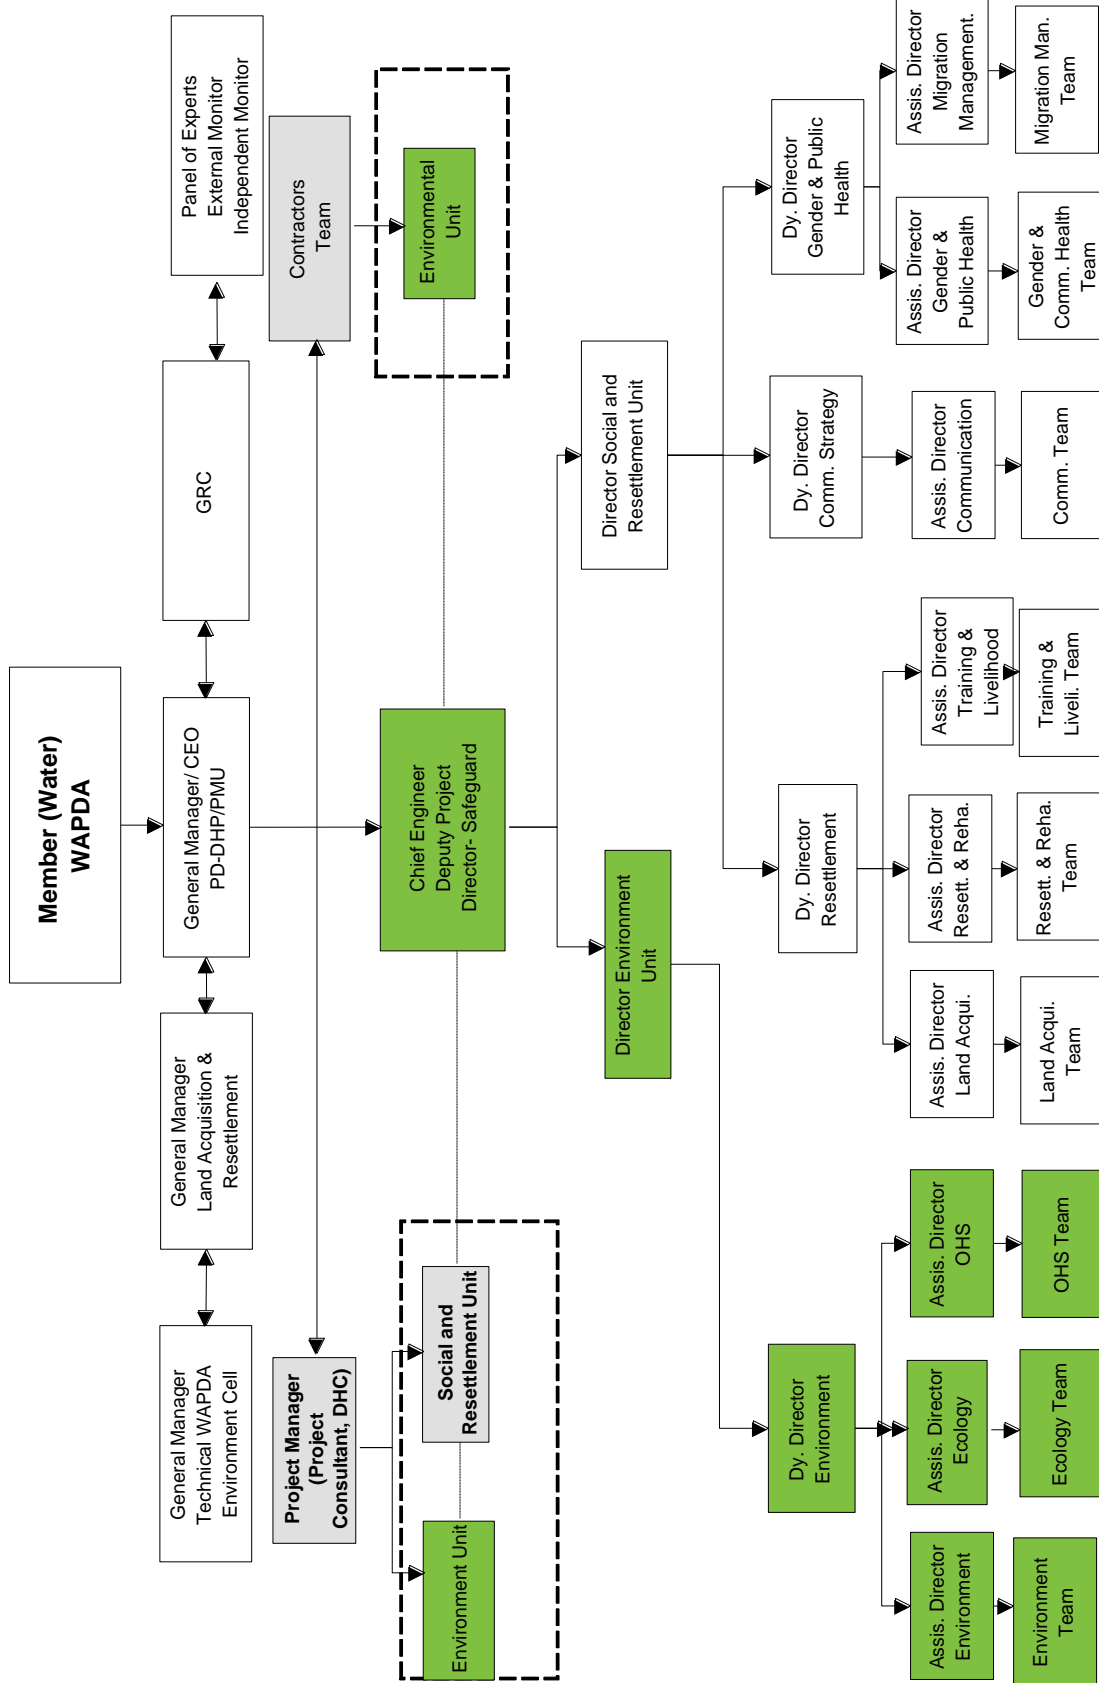 Member (Water)
WAPDA
General Manager
Technical WAPDA
Environment Cell
General Manager
Land Acquisition &
Resettlement
General Manager/ CEO
PD-DHP/PMU
GRC
Panel of Experts
External Monitor
Independent Monitor
Project Manager
(Project
Consultant, DHC)
Contractors
Team
Environment Unit
Social and
Resettlement Unit
Chief Engineer
Deputy Project
Director- Safeguard
Environmental
Unit
Director Environment
Unit
Director Social and
Resettlement Unit
Dy. Director
Environment
Dy. Director
Resettlement
Dy. Director
Comm. Strategy
Dy. Director
Gender & Public
Health
Assis. Director
Environment
Assis. Director
Ecology
Assis. Director
OHS
Assis. Director
Land Acqui.
Assis. Director
Resett. & Reha.
Assis. Director
Training &
Livelihood
Assis. Director
Communication
Assis. Director
Gender &
Public Health
Assis. Director
Migration
Management.
Environment
Team
Ecology Team
OHS Team
Land Acqui.
Team
Resett. & Reha.
Team
Training &
Liveli. Team
Comm. Team
Gender &
Comm. Health
Team
Migration Man.
Team